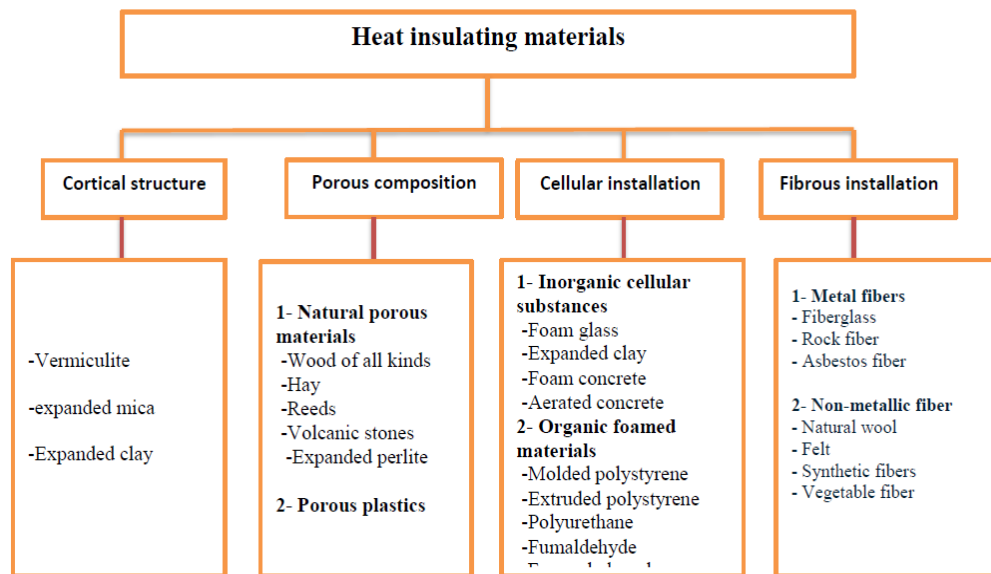 Heat insulating materials
Cortical structure
Porous composition
Cellular installation
Fibrous installation
-Vermiculite
-expanded mica
-Expanded clay
1- Natural porous
materials
-Wood of all kinds
-Hay
-Reeds
-Volcanic stones
-Expanded perlite
2- Porous plastics
1- Inorganic cellular
substances
-Foam glass
-Expanded clay
-Foam concrete
-Aerated concrete
2- Organic foamed
materials
-Molded polystyrene
-Extruded polystyrene
-Polyurethane
-Fumaldehyde
1- Metal fibers
- Fiberglass
- Rock fiber
- Asbestos fiber
2- Non-metallic fiber
- Natural wool
- Felt
- Synthetic fibers
- Vegetable fiber